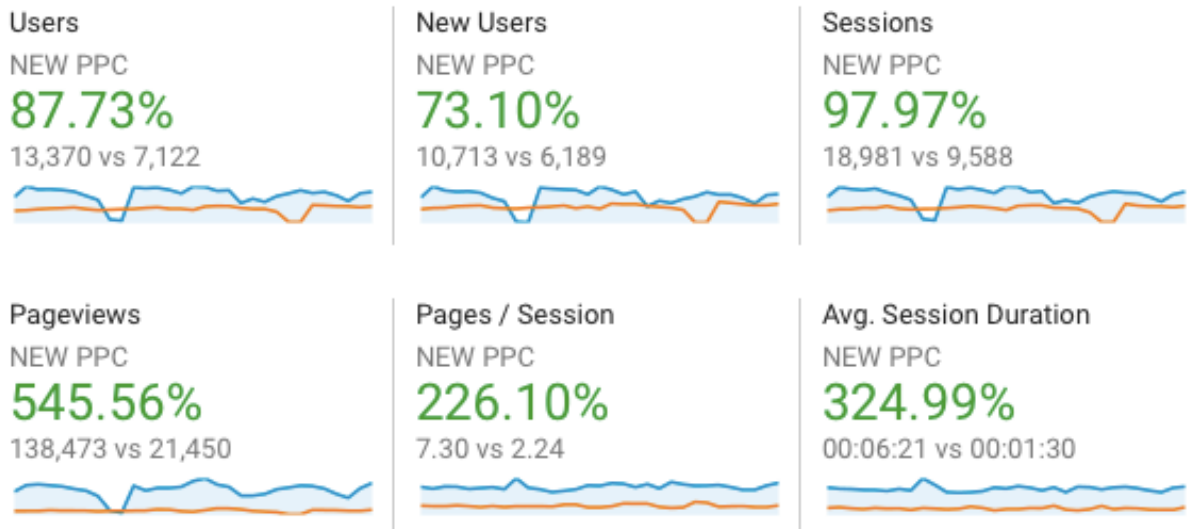 Users
NEW PPC
87.73%
13,370 vs 7,122
New Users
NEW PPC
73.10%
10,713 vs 6,189
Sessions
NEW PPC
97.97%
18,981 vs 9,588
Pageviews
NEW PPC
545.56%
138,473 vs 21,450
Pages / Session
NEW PPC
226.10%
7.30 vs 2.24
Avg. Session Duration
NEW PPC
324.99%
00:06:21 vs 00:01:30